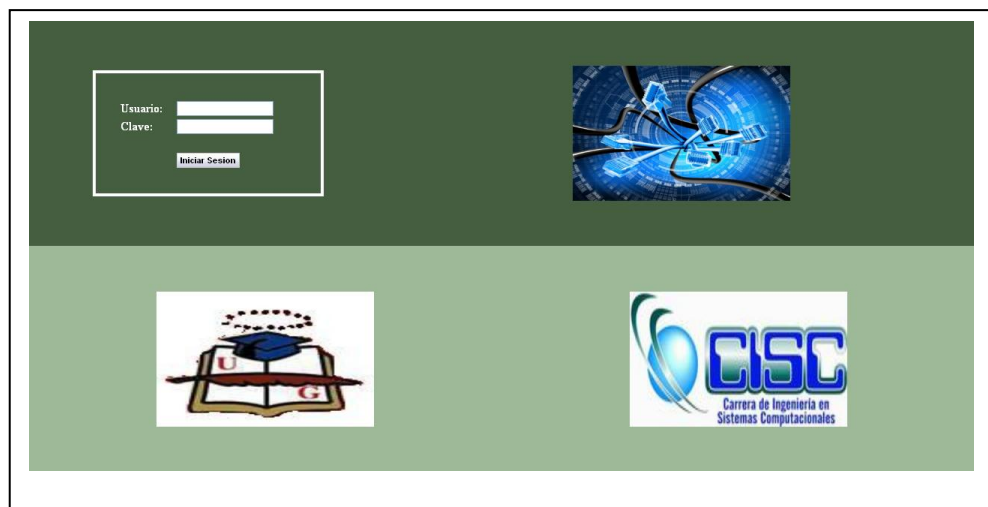 Usuario:
Clave:
Iniciar Sesion
U
G
CISC
Carrera de Ingeniería en
Sistemas Computacionales